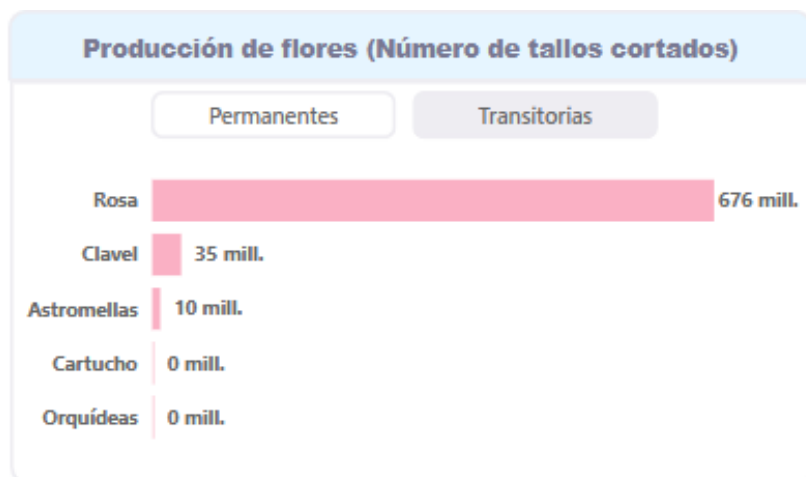 Producción de flores (Número de tallos cortados)
Permanentes Transitorias
Rosa 676 mill.
Clavel 35 mill.
Astromellas 10 mill.
Cartucho 0 mill.
Orquídeas 0 mill.